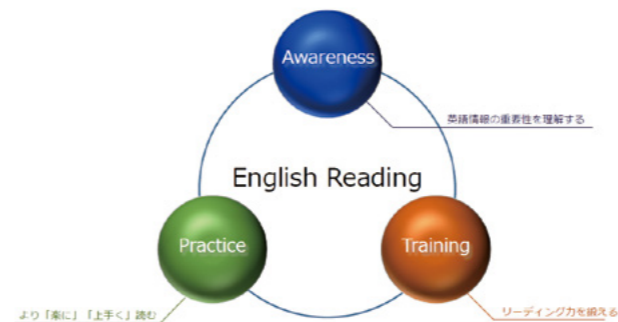 Awareness
英語情報の重要性を理解する
English Reading
Practice
Training
より「楽に」「上手く」読む
リーディング力を鍛える